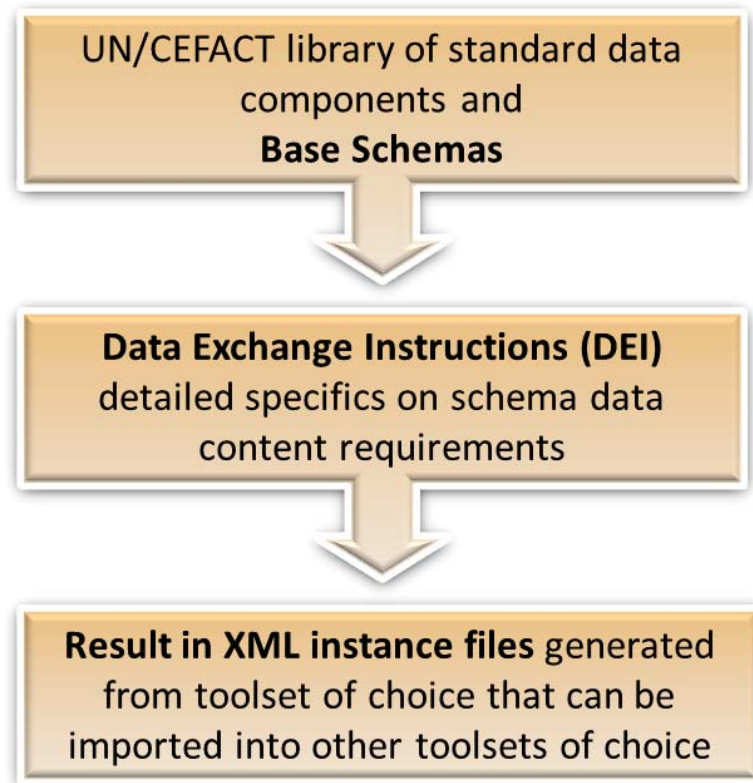 UN/CEFACT library of standard data
components and
Base Schemas
Data Exchange Instructions (DEI)
detailed specifics on schema data
content requirements
Result in XML instance files generated
from toolset of choice that can be
imported into other toolsets of choice